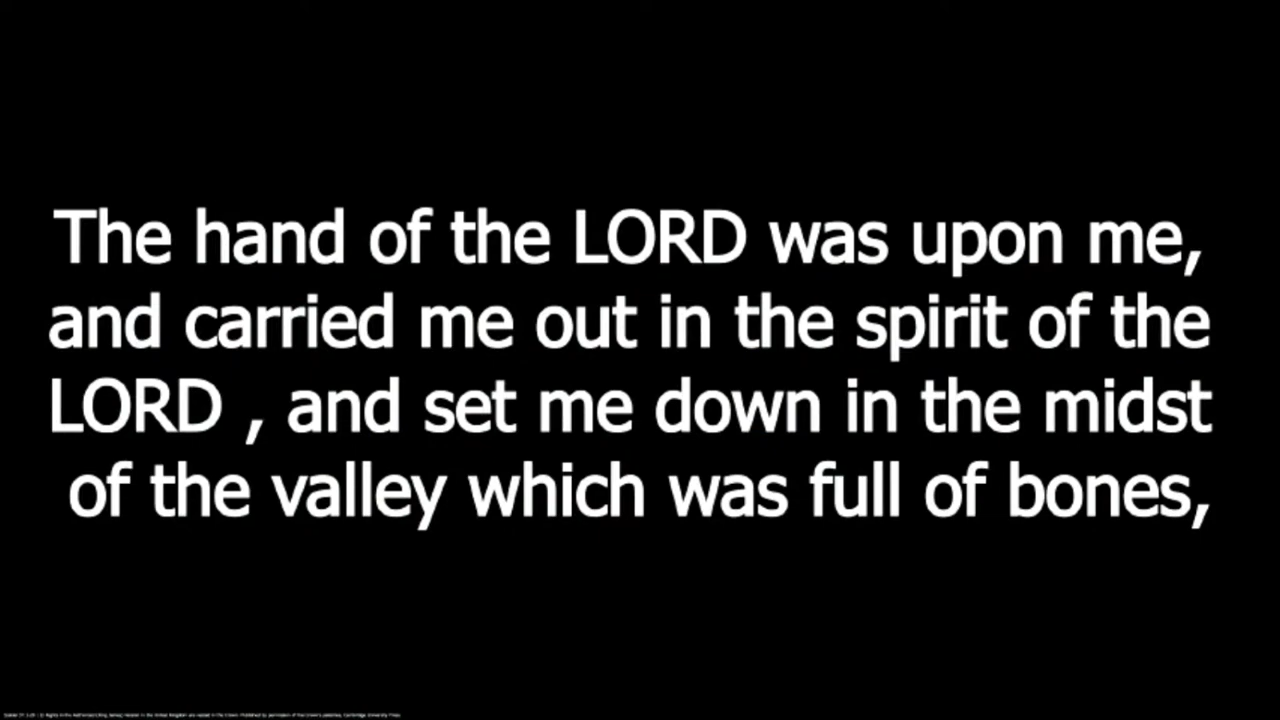 The hand of the LORD was upon me,
and carried me out in the spirit of the
LORD , and set me down in the midst
of the valley which was full of bones,